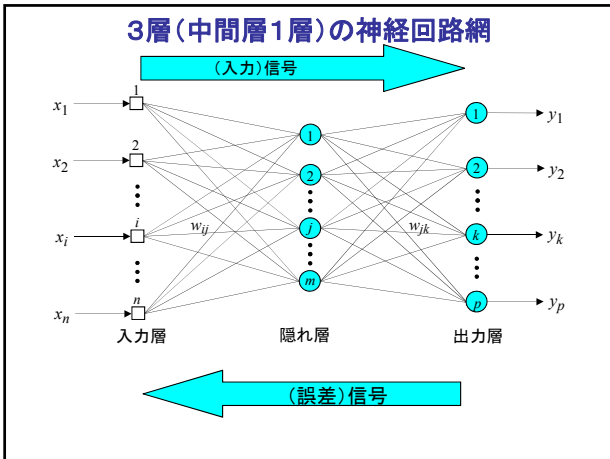 3層(中間層1層)の神経回路網
(入力)信号
x₁ 1 1 y₁
1
x₂ 2 2 y₂
2
xᵢ i wᵢⱼ j wⱼₖ k yₖ
m
xₙ n p yₚ
入力層 隠れ層 出力層
(誤差)信号